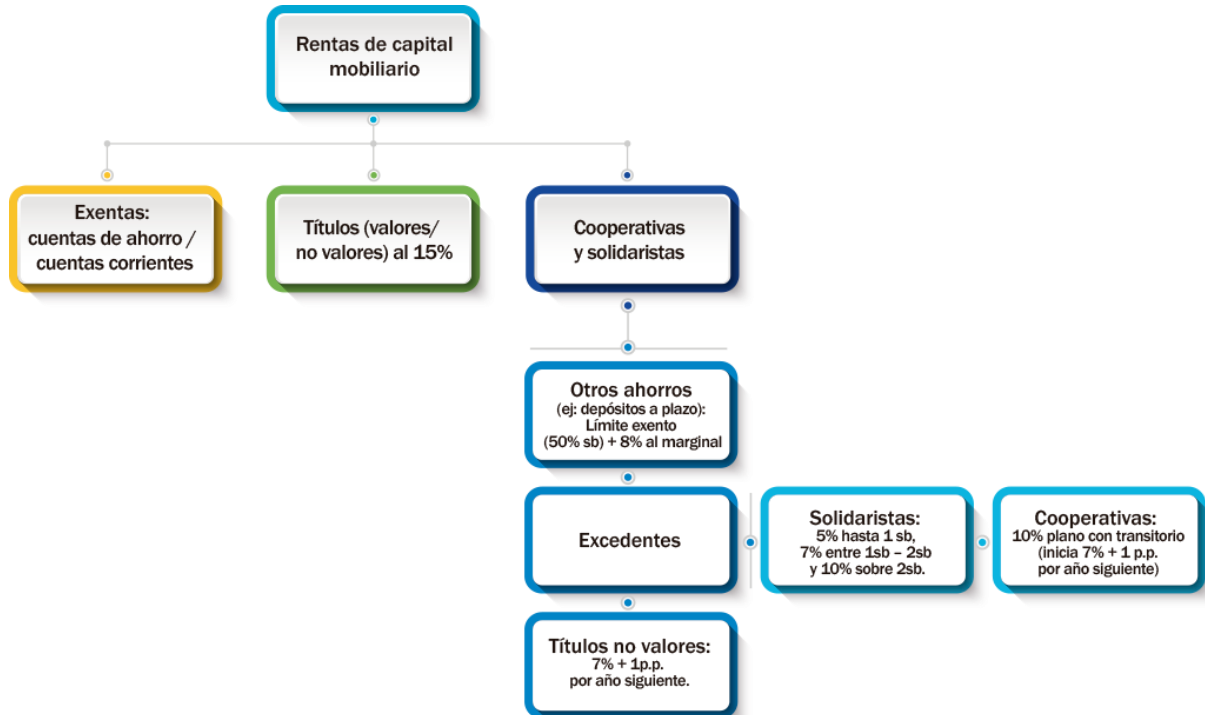 Rentas de capital
mobiliario
Exentas:
cuentas de ahorro /
cuentas corrientes
Títulos (valores/
no valores) al 15%
Cooperativas
y solidaristas
Otros ahorros
(ej: depósitos a plazo):
Límite exento
(50% sb) + 8% al marginal
Excedentes
Solidaristas:
5% hasta 1 sb,
7% entre 1sb – 2sb
y 10% sobre 2sb.
Cooperativas:
10% plano con transitorio
(inicia 7% + 1 p.p.
por año siguiente)
Títulos no valores:
7% + 1p.p.
por año siguiente.